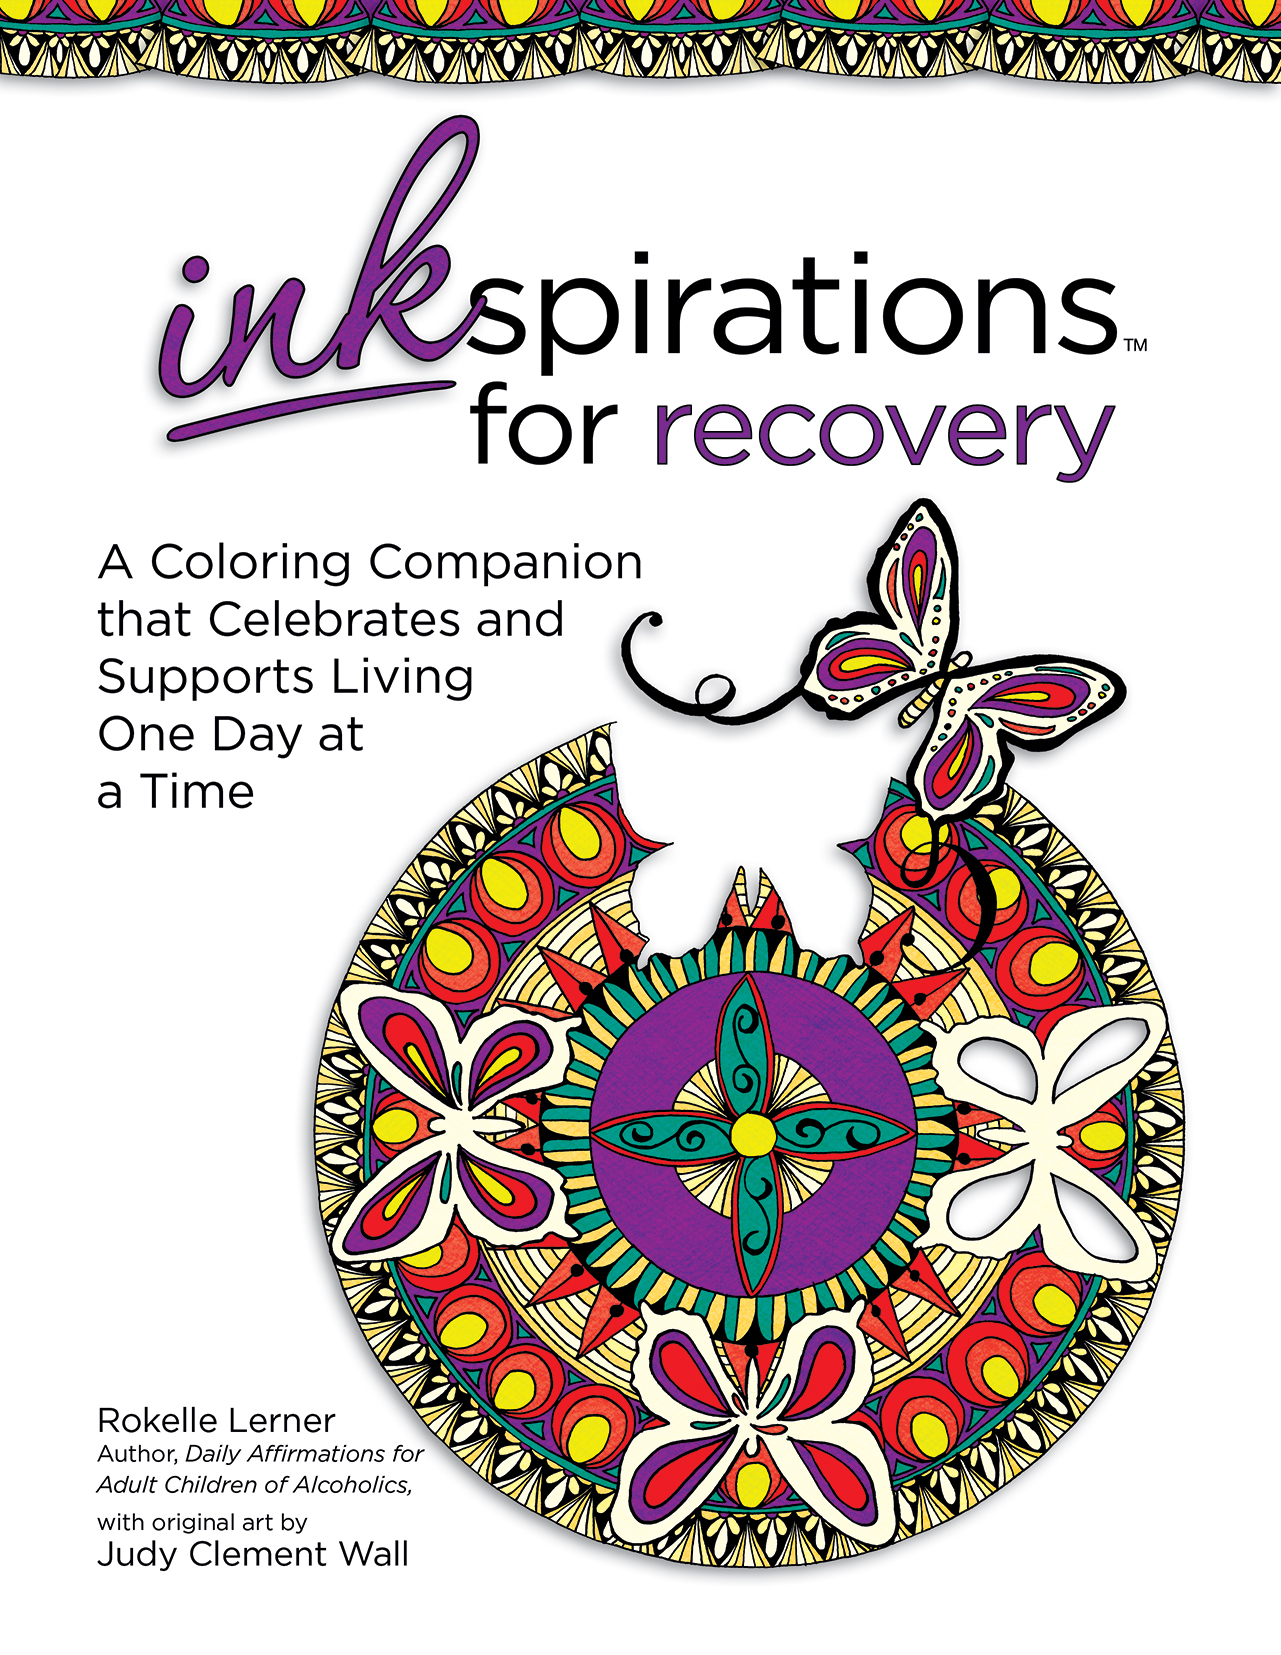 inkspirations™
for recovery
A Coloring Companion
that Celebrates and
Supports Living
One Day at
a Time
Rokelle Lerner
Author, Daily Affirmations for
Adult Children of Alcoholics,
with original art by
Judy Clement Wall